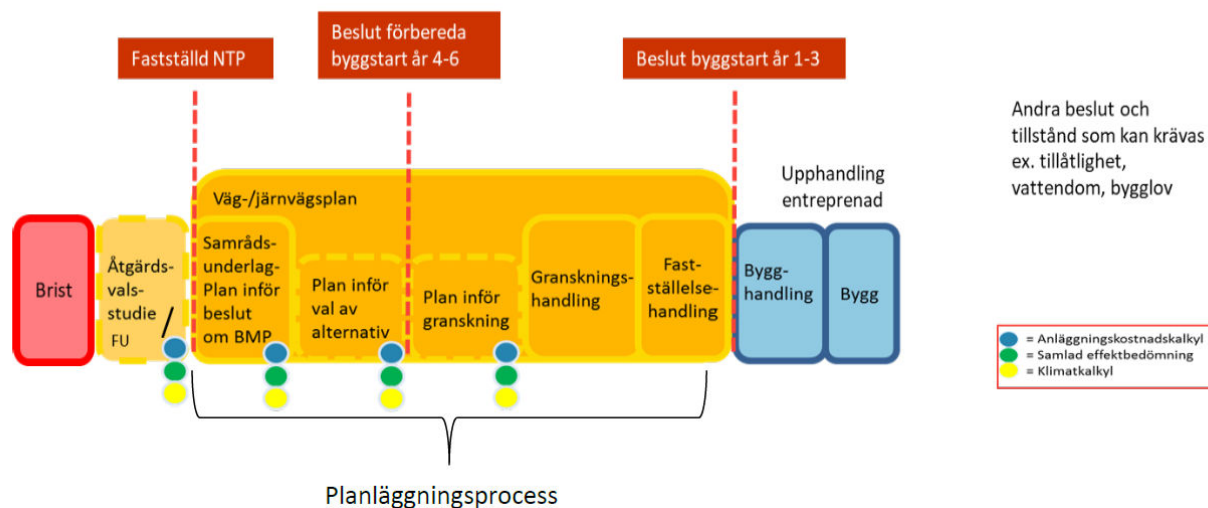 Fastställd NTP
Beslut förbereda
byggstart år 4-6
Beslut byggstart år 1-3
Andra beslut och
tillstånd som kan krävas
ex. tillåtlighet,
vattendom, bygglov
Upphandling
entreprenad
Väg-/järnvägsplan
Brist
Åtgärds-
vals-
studie /
FU
Samråds-
underlag-
Plan inför
beslut
om BMP
Plan inför
val av
alternativ
Plan inför
granskning
Gransknings-
handling
Fast-
ställelse-
handling
Bygg-
handling
Bygg
= Anläggningskostnadskalkyl
= Samlad effektbedömning
= Klimatkalkyl
Planläggningsprocess